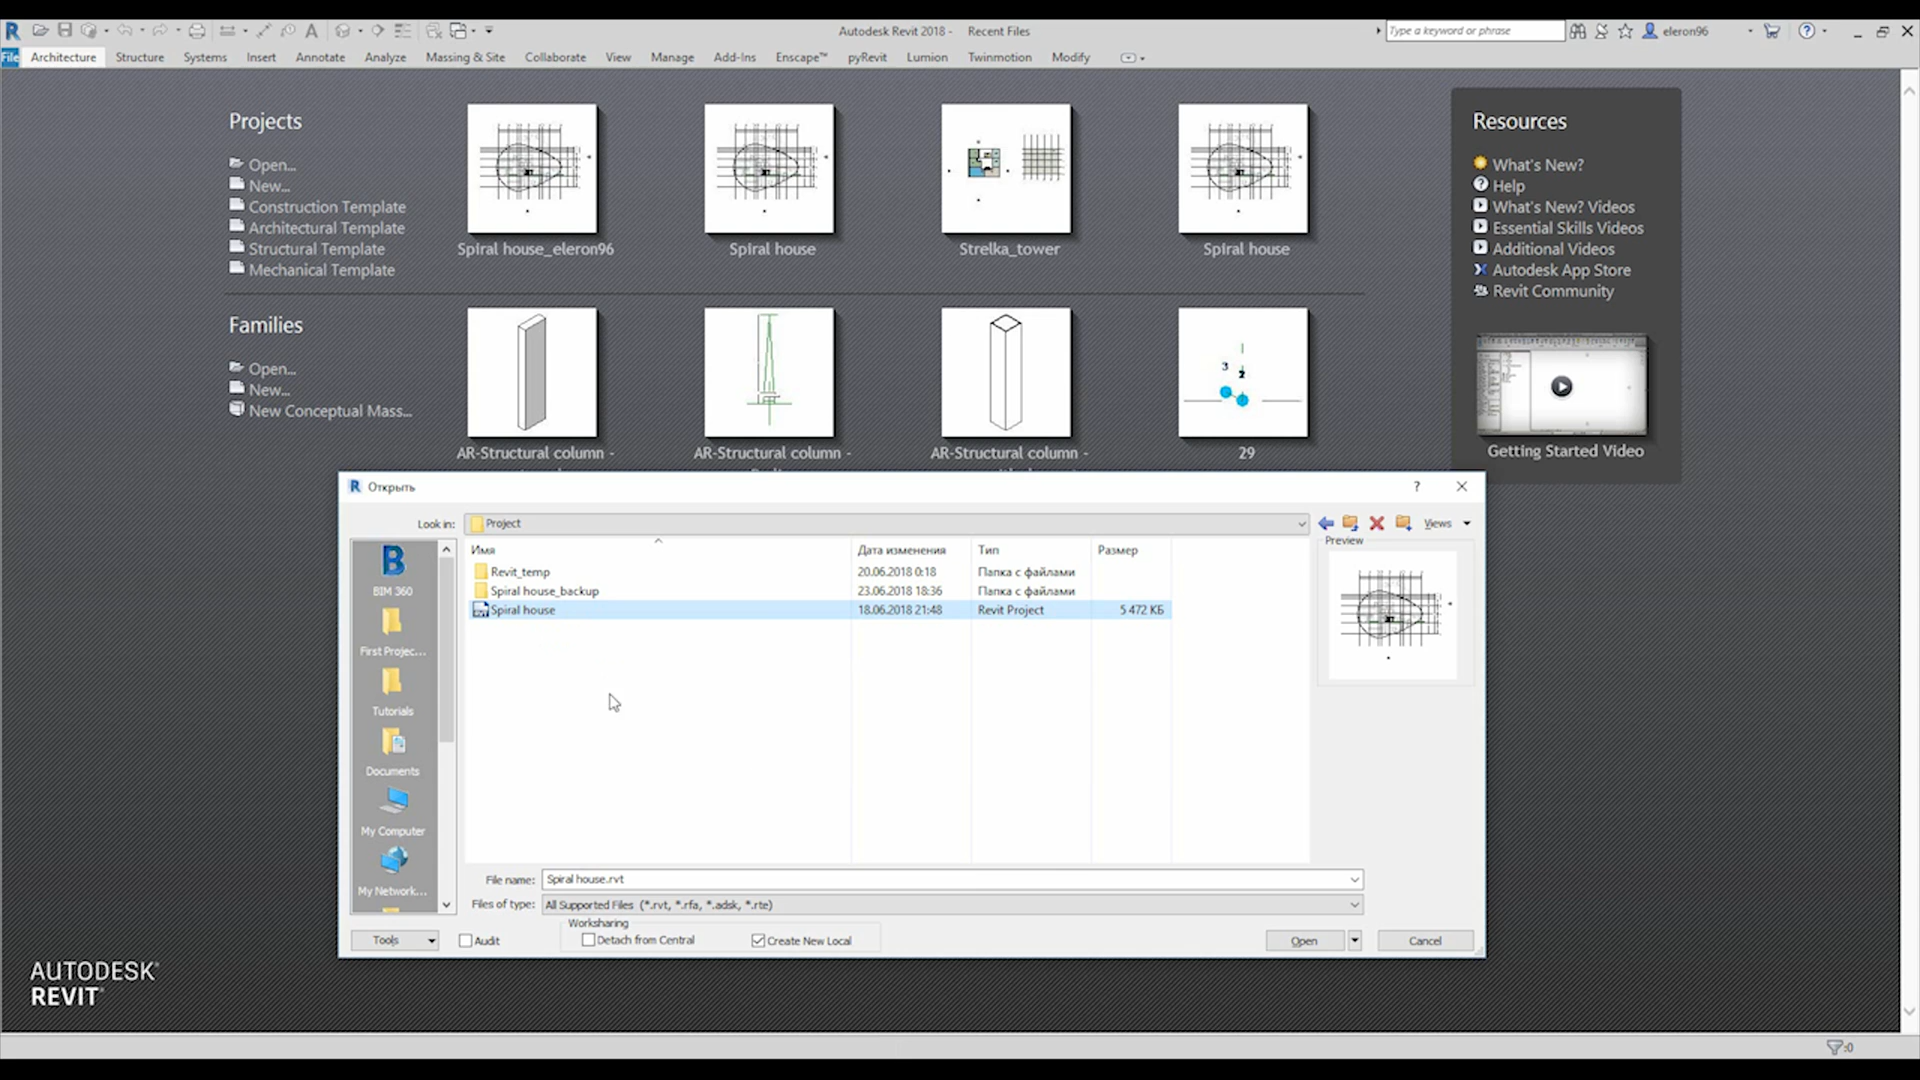 Autodesk Revit 2018 - Recent Files
Type a keyword or phrase
eleron96
File Architecture Structure Systems Insert Annotate Analyze Massing & Site Collaborate View Manage Add-Ins Enscape™ pyRevit Lumion Twinmotion Modify
Projects
Open...
New...
Construction Template
Architectural Template
Structural Template
Mechanical Template
Spiral house_eleron96
Spiral house
Strelka_tower
Spiral house
Resources
What's New?
Help
What's New? Videos
Essential Skills Videos
Additional Videos
Autodesk App Store
Revit Community
Getting Started Video
Families
Open...
New...
New Conceptual Mass...
AR-Structural column -
AR-Structural column -
AR-Structural column -
3
2
29
Открыть
Look in: Project
Views
Preview
Имя Дата изменения Тип Размер
Revit_temp 20.06.2018 0:18 Папка с файлами
Spiral house_backup 23.06.2018 18:36 Папка с файлами
Spiral house 18.06.2018 21:48 Revit Project 5 472 КБ
BIM 360
First Projec...
Tutorials
Documents
My Computer
My Network...
File name: Spiral house.rvt
Files of type: All Supported Files (*.rvt, *.rfa, *.adsk, *.rte)
Worksharing
Tools Audit Detach from Central Create New Local Open Cancel
AUTODESK®
REVIT®
:0